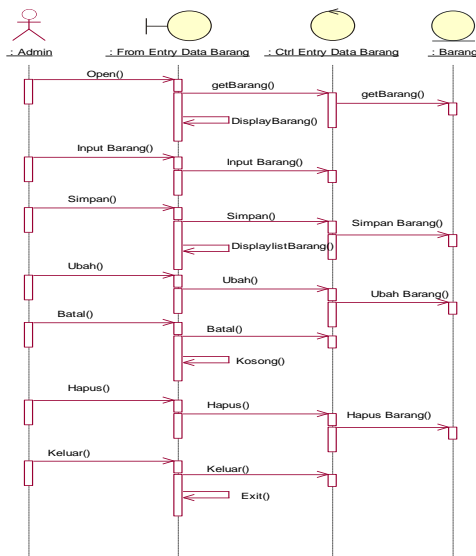 : Admin
: From Entry Data Barang
: Ctrl Entry Data Barang
: Barang
Open()
getBarang()
getBarang()
DisplayBarang()
Input Barang()
Input Barang()
Simpan()
Simpan()
Simpan Barang()
DisplaylistBarang()
Ubah()
Ubah()
Ubah Barang()
Batal()
Batal()
Kosong()
Hapus()
Hapus()
Hapus Barang()
Keluar()
Keluar()
Exit()